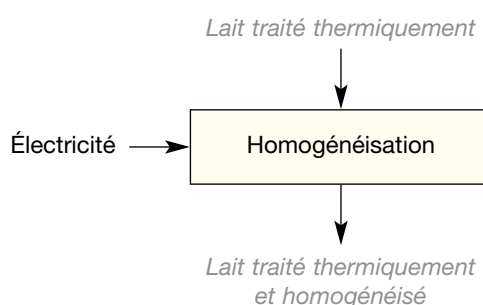 Lait traité thermiquement
Électricité
Homogénéisation
Lait traité thermiquement
et homogénéisé